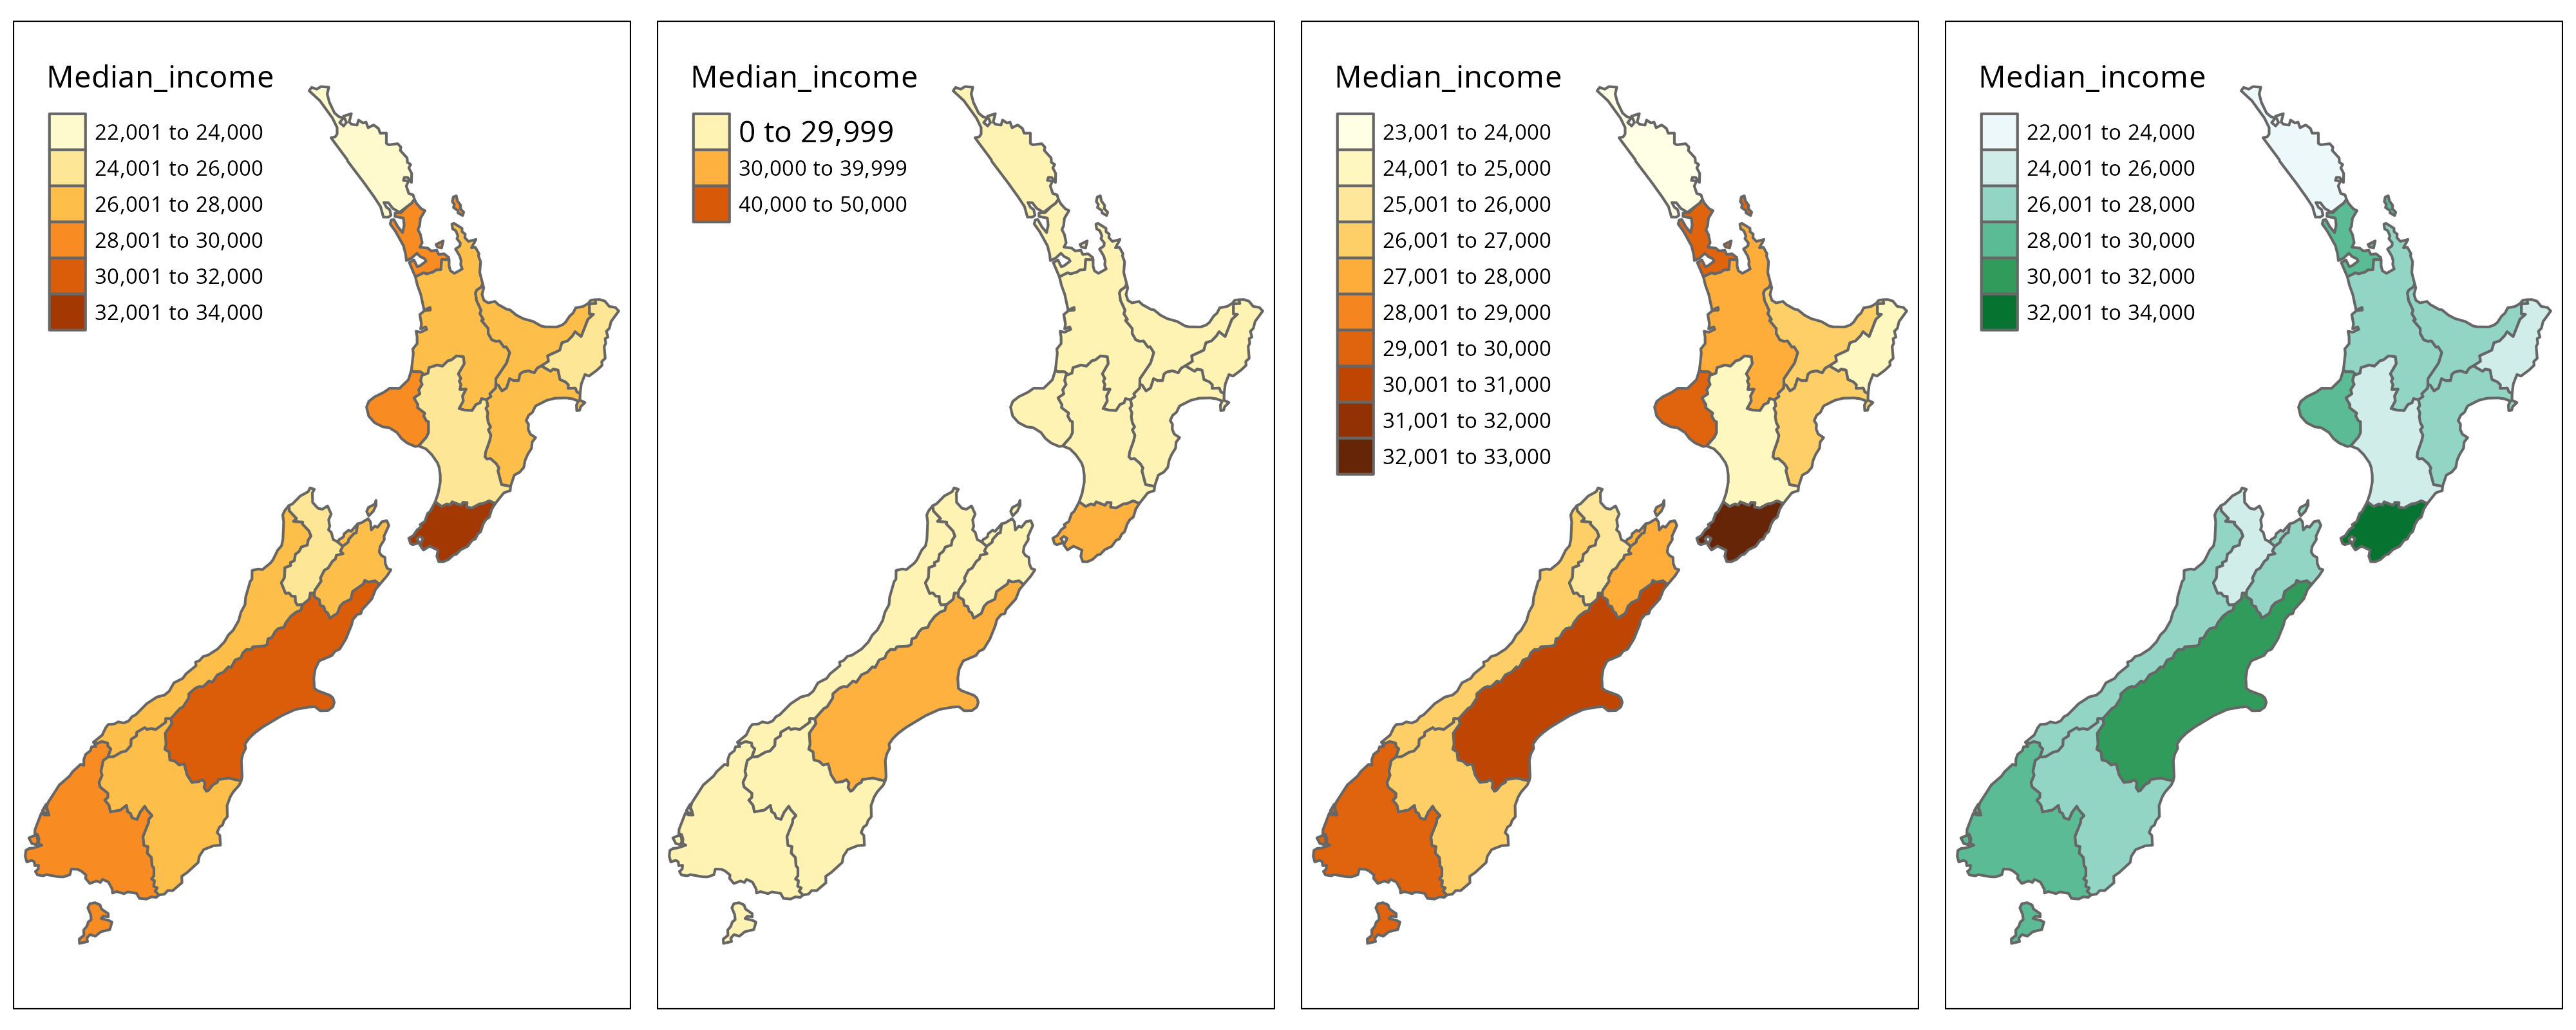 Median_income
22,001 to 24,000
24,001 to 26,000
26,001 to 28,000
28,001 to 30,000
30,001 to 32,000
32,001 to 34,000
Median_income
0 to 29,999
30,000 to 39,999
40,000 to 50,000
Median_income
23,001 to 24,000
24,001 to 25,000
25,001 to 26,000
26,001 to 27,000
27,001 to 28,000
28,001 to 29,000
29,001 to 30,000
30,001 to 31,000
31,001 to 32,000
32,001 to 33,000
Median_income
22,001 to 24,000
24,001 to 26,000
26,001 to 28,000
28,001 to 30,000
30,001 to 32,000
32,001 to 34,000